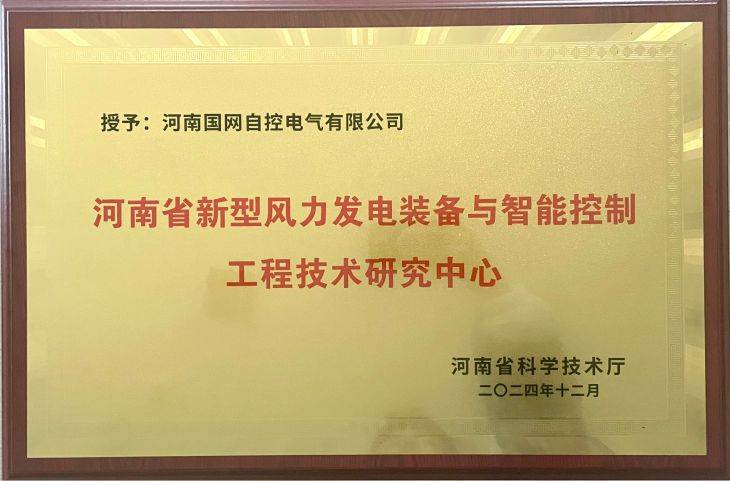 授予：河南国网自控电气有限公司
河南省新型风力发电装备与智能控制
工程技术研究中心
河南省科学技术厅
二〇二四年十二月